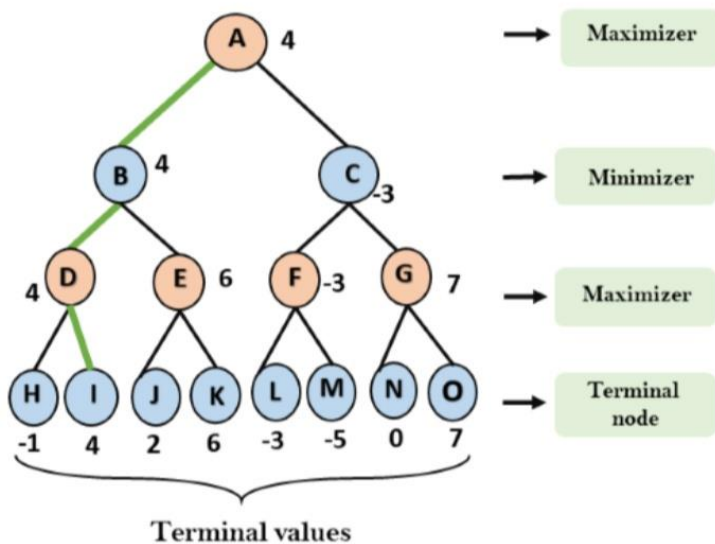 A 4 Maximizer
B 4 C -3 Minimizer
4 D E 6 F -3 G 7 Maximizer
H I J K L M N O Terminal
node
-1 4 2 6 -3 -5 0 7
Terminal values